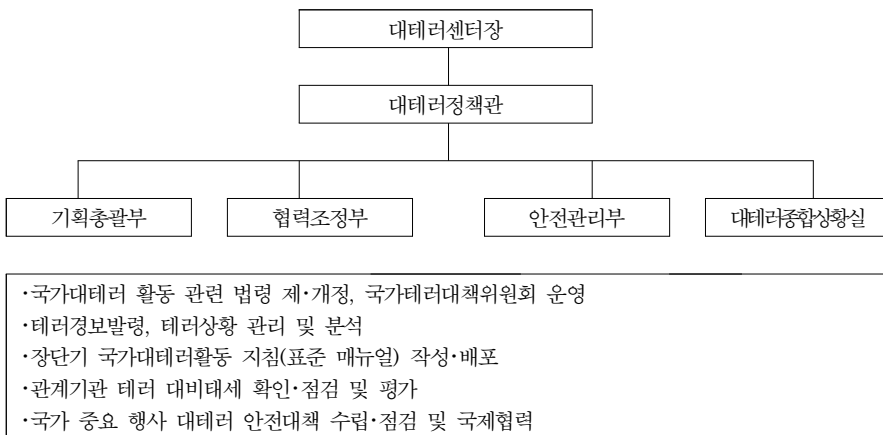 대테러센터장
대테러정책관
기획총괄부
협력조정부
안전관리부
대테러종합상황실
·국가대테러 활동 관련 법령 제·개정, 국가테러대책위원회 운영
·테러경보발령, 테러상황 관리 및 분석
·장단기 국가대테러활동 지침(표준 매뉴얼) 작성·배포
·관계기관 테러 대비태세 확인·점검 및 평가
·국가 중요 행사 대테러 안전대책 수립·점검 및 국제협력